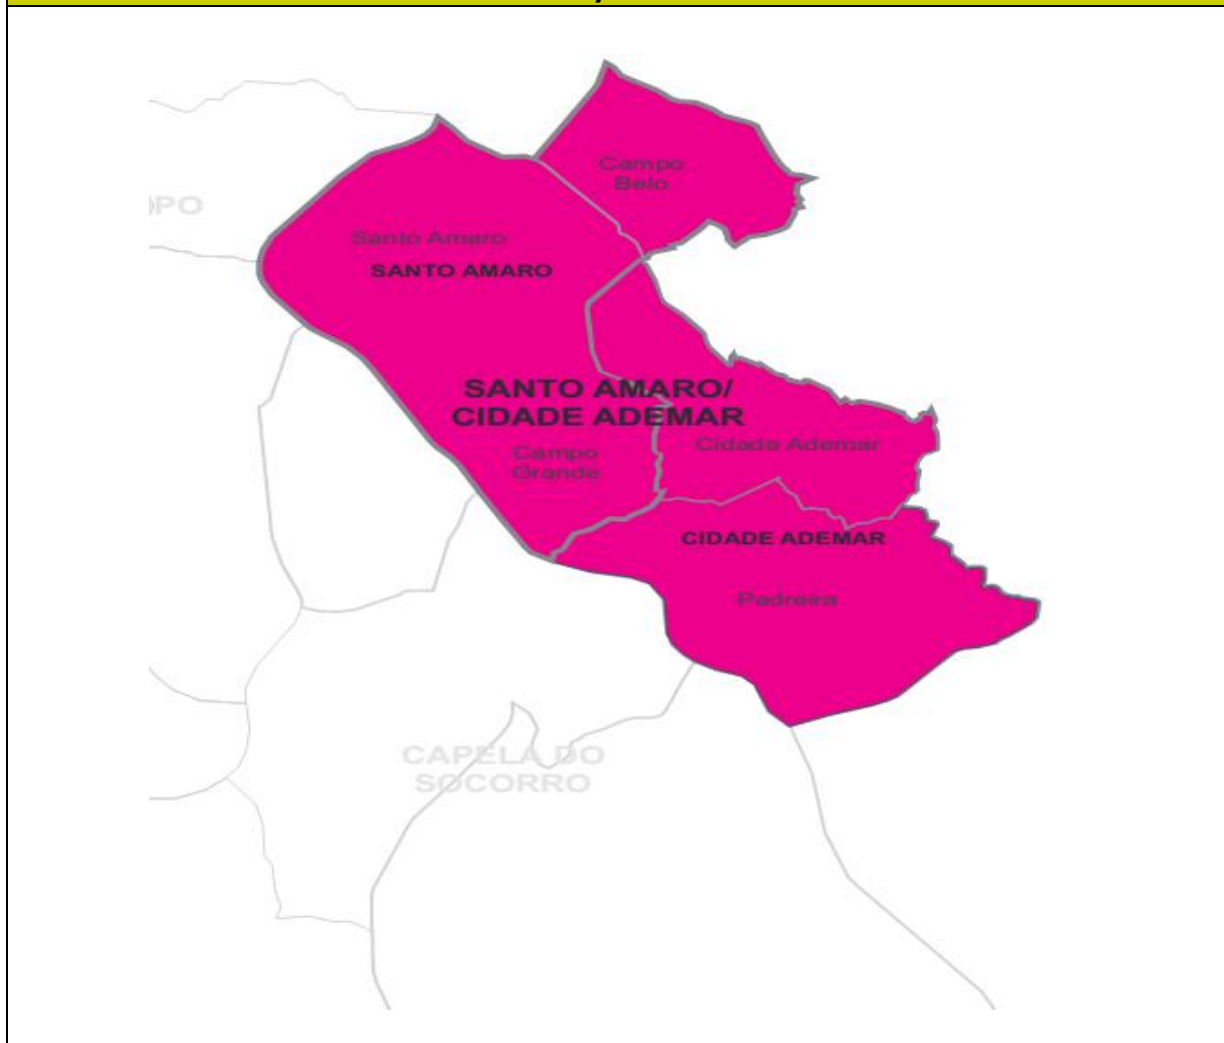 Campo
Belo
Santo Amaro
SANTO AMARO
SANTO AMARO/
CIDADE ADEMAR
Cidade Ademar
Campo
Grande
CIDADE ADEMAR
Pedreira
CAPELA DO
SOCORRO